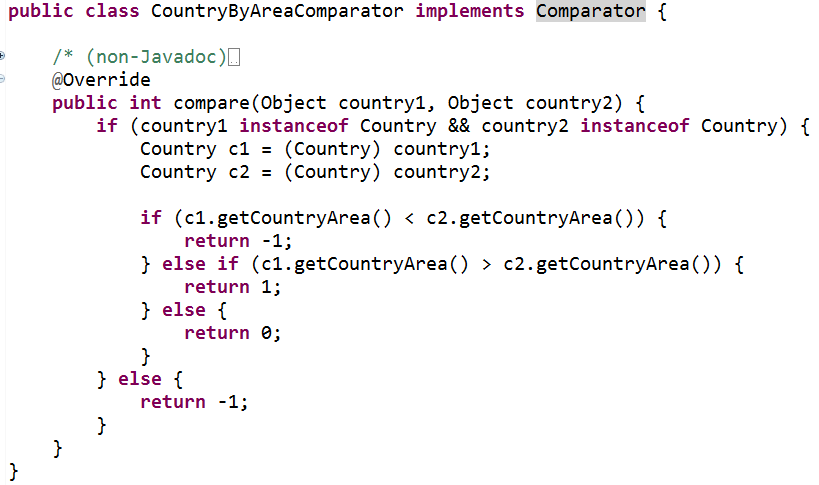 public class CountryByAreaComparator implements Comparator {
/* (non-Javadoc)
@Override
public int compare(Object country1, Object country2) {
if (country1 instanceof Country && country2 instanceof Country) {
Country c1 = (Country) country1;
Country c2 = (Country) country2;
if (c1.getCountryArea() < c2.getCountryArea()) {
return -1;
} else if (c1.getCountryArea() > c2.getCountryArea()) {
return 1;
} else {
return 0;
}
} else {
return -1;
}
}
}